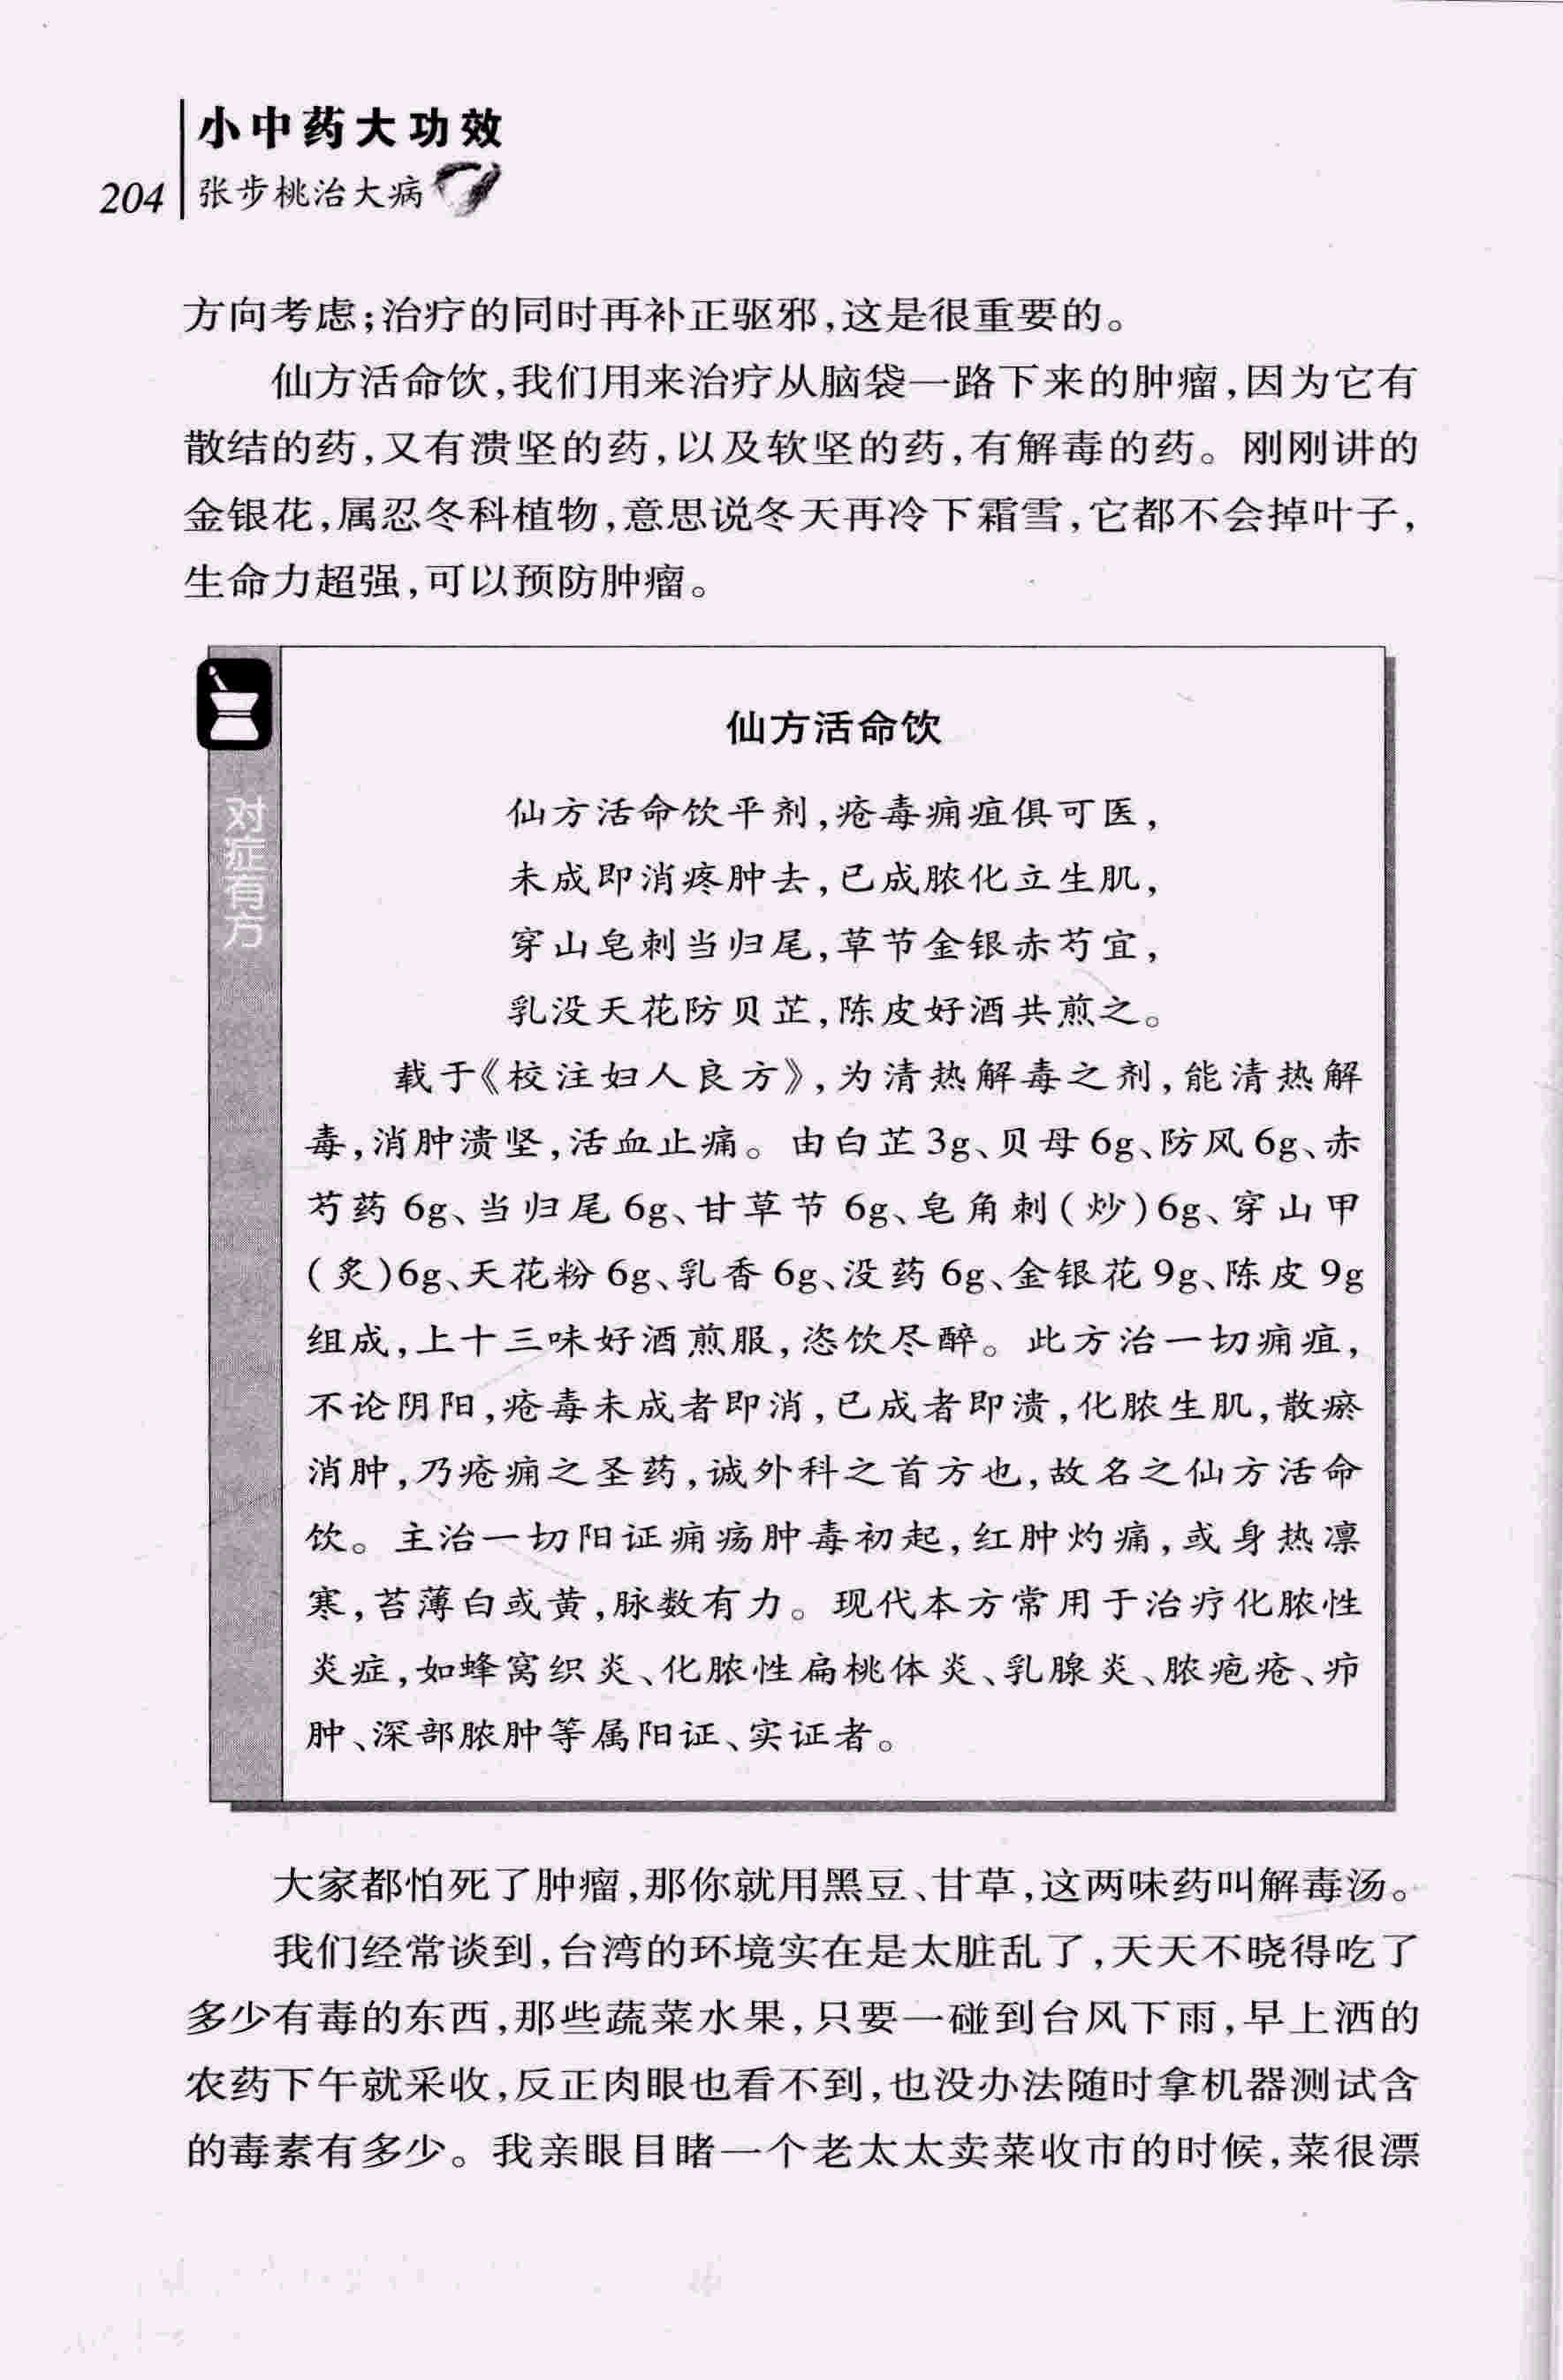 小中药大功效
204 张步桃治大病
方向考虑;治疗的同时再补正驱邪,这是很重要的。
仙方活命饮,我们用来治疗从脑袋一路下来的肿瘤,因为它有
散结的药,又有溃坚的药,以及软坚的药,有解毒的药。刚刚讲的
金银花,属忍冬科植物,意思说冬天再冷下霜雪,它都不会掉叶子,
生命力超强,可以预防肿瘤。
对症有方
仙方活命饮
仙方活命饮平剂,疮毒痈疽俱可医,
未成即消疼肿去,已成脓化立生肌,
穿山皂刺当归尾,草节金银赤芍宜,
乳没天花防贝芷,陈皮好酒共煎之。
载于《校注妇人良方》,为清热解毒之剂,能清热解
毒,消肿溃坚,活血止痛。由白芷3g、贝母6g、防风6g、赤
芍药6g、当归尾6g、甘草节6g、皂角刺(炒)6g、穿山甲
(炙)6g、天花粉6g、乳香6g、没药6g、金银花9g、陈皮9g
组成,上十三味好酒煎服,恣饮尽醉。此方治一切痈疽,
不论阴阳,疮毒未成者即消,已成者即溃,化脓生肌,散瘀
消肿,乃疮痈之圣药,诚外科之首方也,故名之仙方活命
饮。主治一切阳证痈疡肿毒初起,红肿灼痛,或身热凛
寒,苔薄白或黄,脉数有力。现代本方常用于治疗化脓性
炎症,如蜂窝织炎、化脓性扁桃体炎、乳腺炎、脓疱疮、疖
肿、深部脓肿等属阳证、实证者。
大家都怕死了肿瘤,那你就用黑豆、甘草,这两味药叫解毒汤。
我们经常谈到,台湾的环境实在是太脏乱了,天天不晓得吃了
多少有毒的东西,那些蔬菜水果,只要一碰到台风下雨,早上洒的
农药下午就采收,反正肉眼也看不到,也没办法随时拿机器测试含
的毒素有多少。我亲眼目睹一个老太太卖菜收市的时候,菜很漂